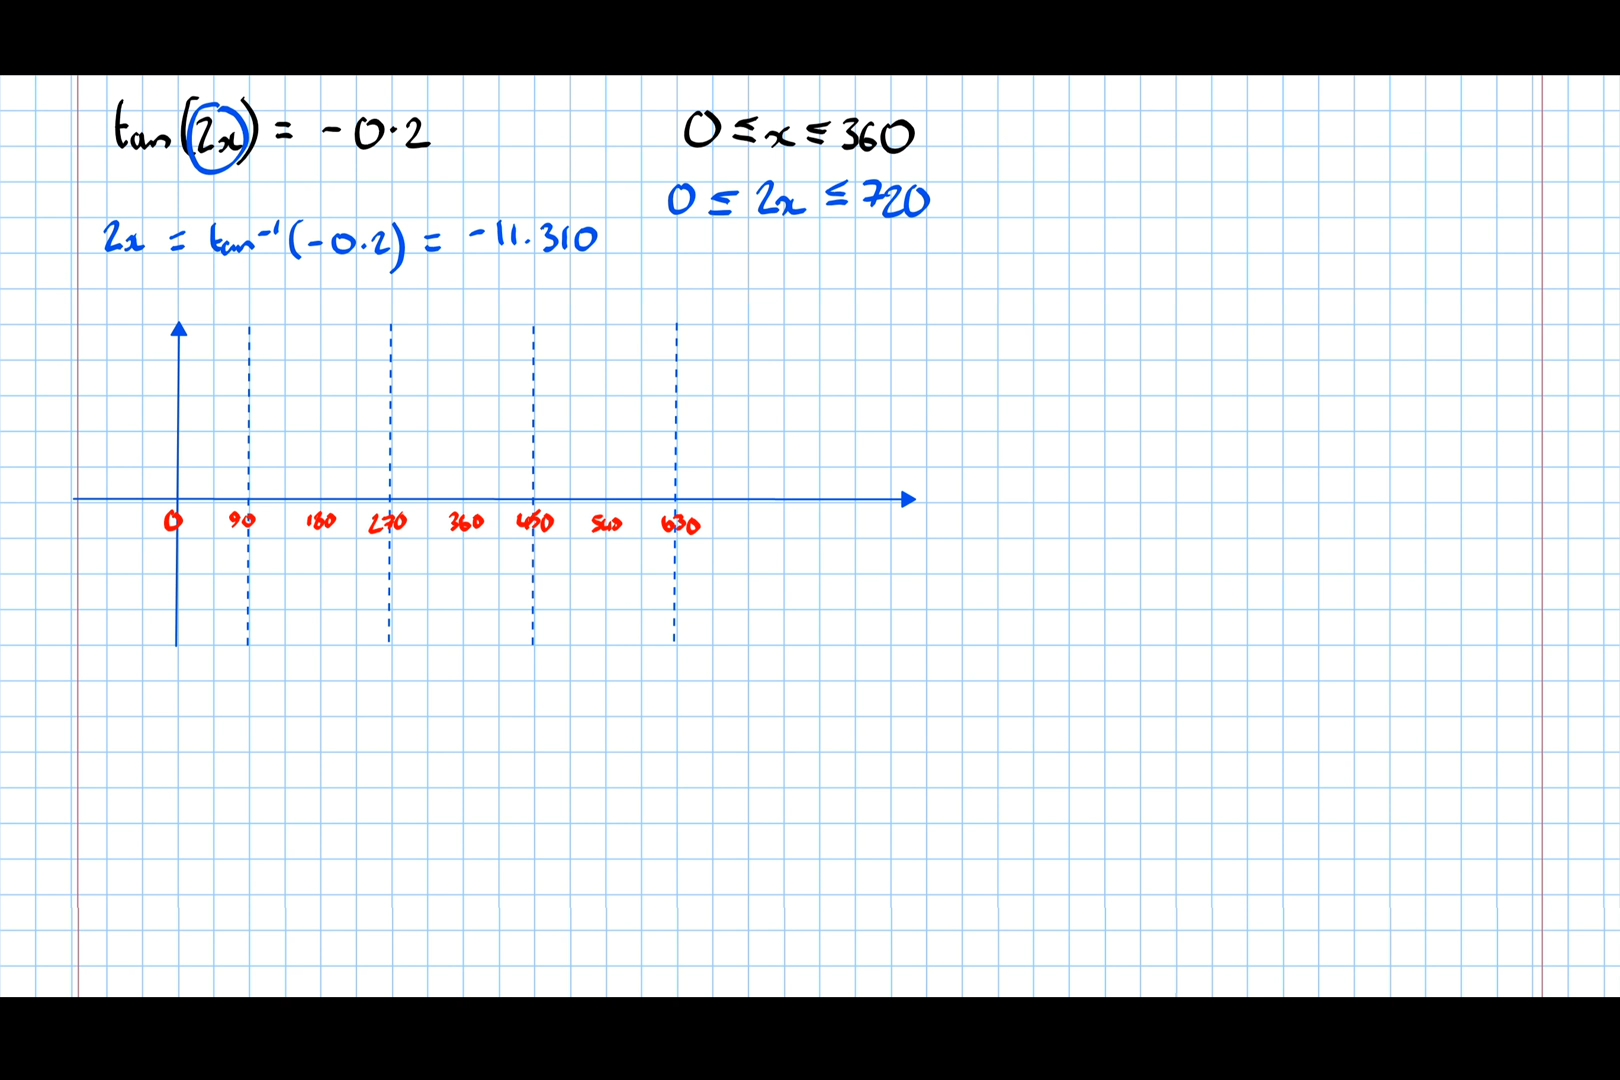 tan(2x) = -0.2
0 ≤ x ≤ 360
0 ≤ 2x ≤ 720
2x = tan⁻¹(-0.2) = -11.310
0 90 180 270 360 450 540 630